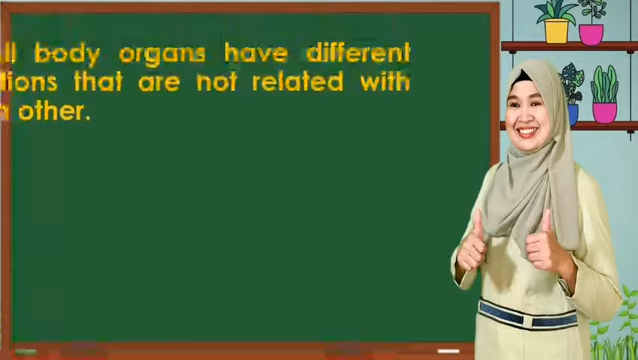 body organs have different
that are not related with
other.